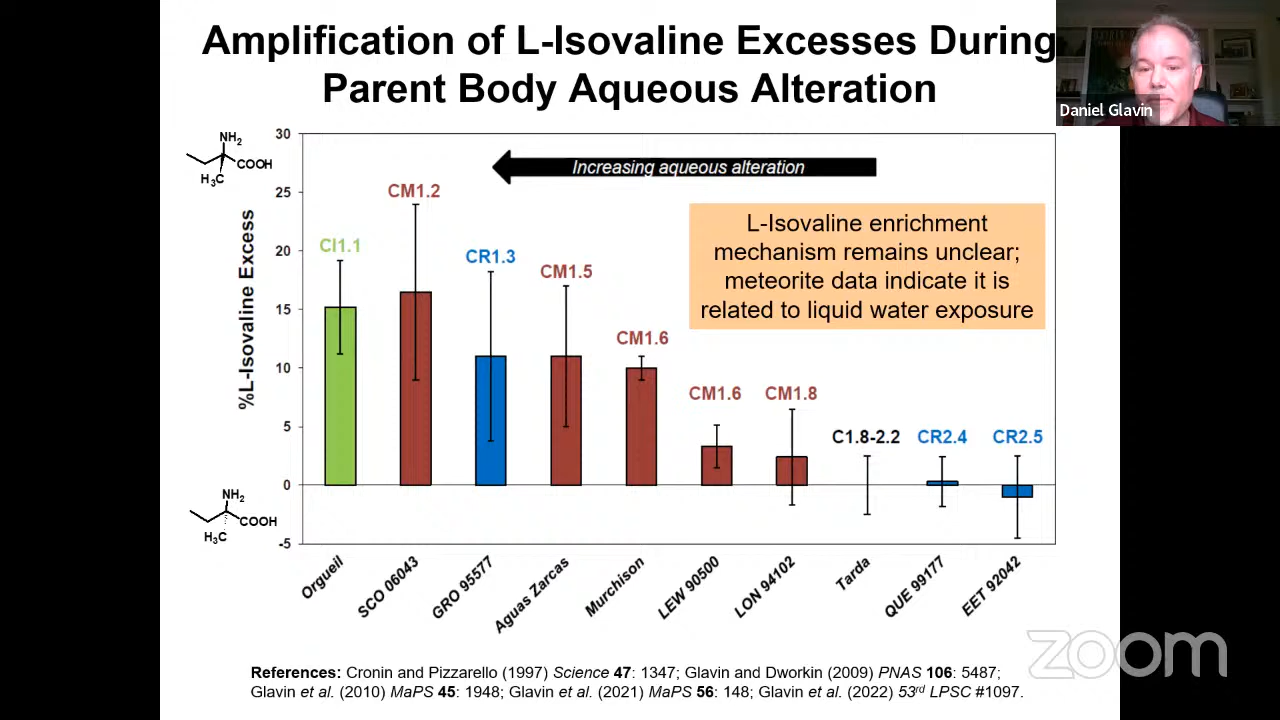 Amplification of L-Isovaline Excesses During
Parent Body Aqueous Alteration
Daniel Glavin
NH2
COOH
H3C
30
25
20
15
10
5
0
-5
%L-Isovaline Excess
Increasing aqueous alteration
L-Isovaline enrichment
mechanism remains unclear;
meteorite data indicate it is
related to liquid water exposure
CI1.1
CM1.2
CR1.3
CM1.5
CM1.6
CM1.6
CM1.8
C1.8-2.2
CR2.4
CR2.5
NH2
COOH
H3C
Orgueil
SCO 06043
GRO 95577
Aguas Zarcas
Murchison
LEW 90500
LON 94102
Tarda
QUE 99177
EET 92042
zoom
References: Cronin and Pizzarello (1997) Science 47: 1347; Glavin and Dworkin (2009) PNAS 106: 5487;
Glavin et al. (2010) MaPS 45: 1948; Glavin et al. (2021) MaPS 56: 148; Glavin et al. (2022) 53rd LPSC #1097.